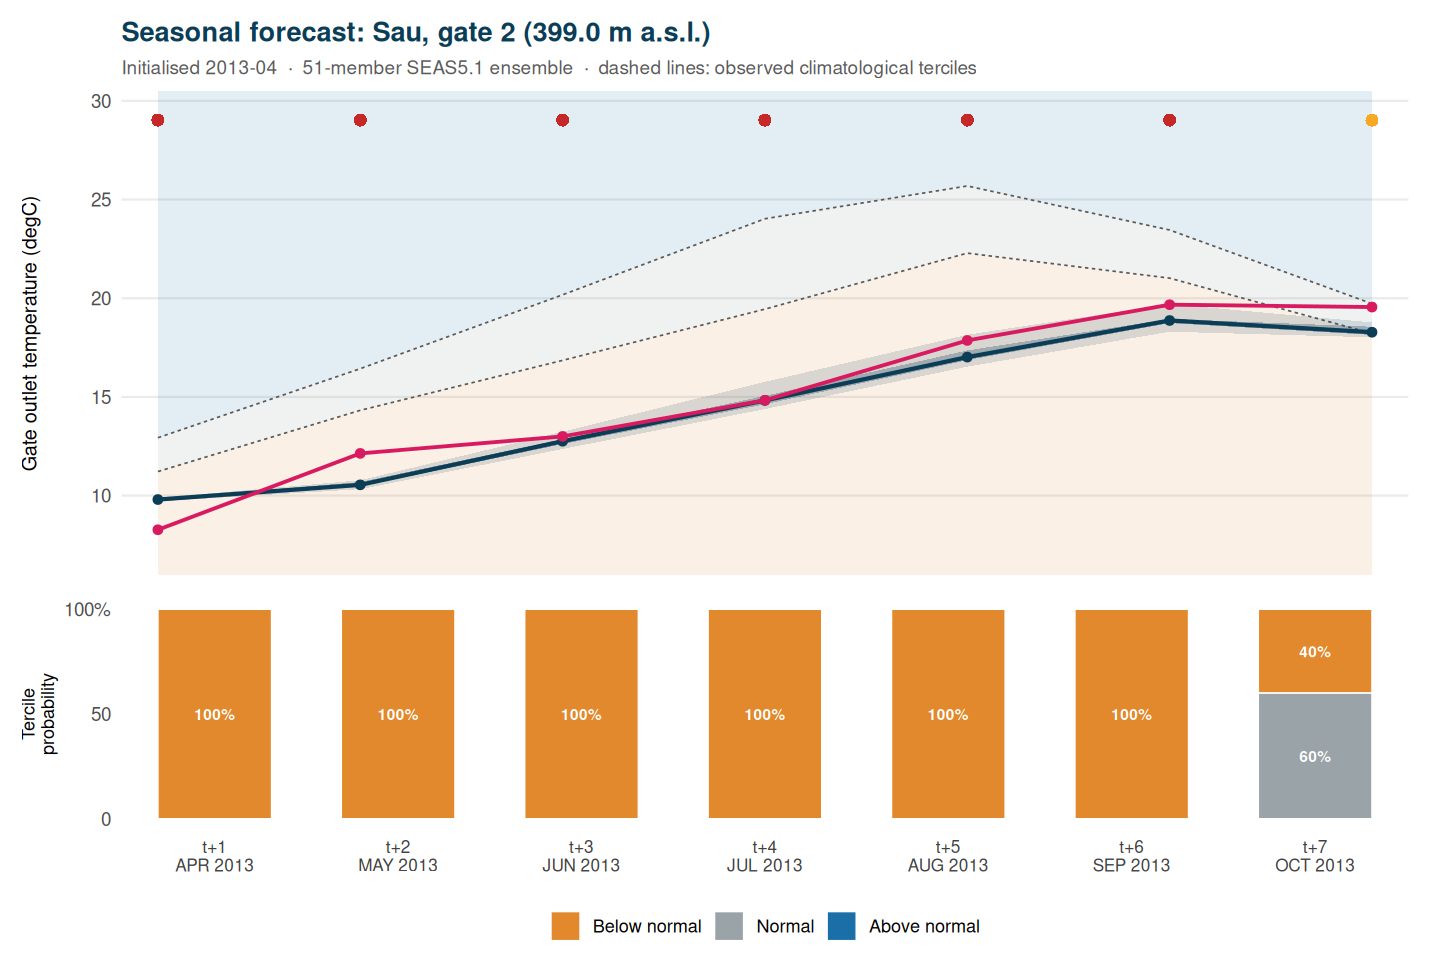 Seasonal forecast: Sau, gate 2 (399.0 m a.s.l.)
Initialised 2013-04 · 51-member SEAS5.1 ensemble · dashed lines: observed climatological terciles
Gate outlet temperature (degC)
30
25
20
15
10
Tercile
probability
100%
50
0
100%
100%
100%
100%
100%
100%
40%
60%
t+1
APR 2013
t+2
MAY 2013
t+3
JUN 2013
t+4
JUL 2013
t+5
AUG 2013
t+6
SEP 2013
t+7
OCT 2013
Below normal
Normal
Above normal